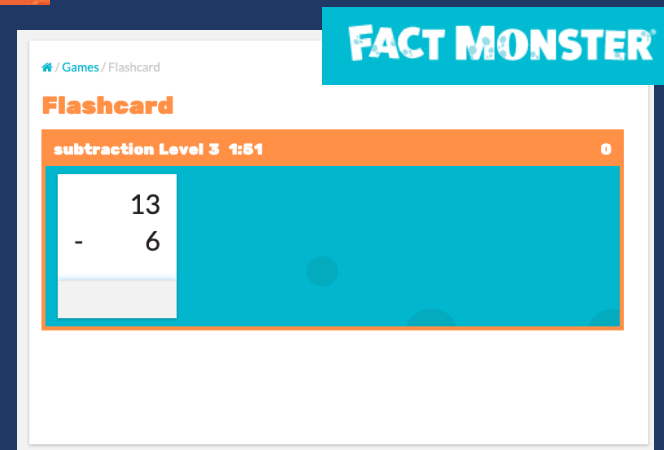 FACT MONSTER®
/ Games / Flashcard
Flashcard
subtraction Level 3 1:51 0
13
- 6